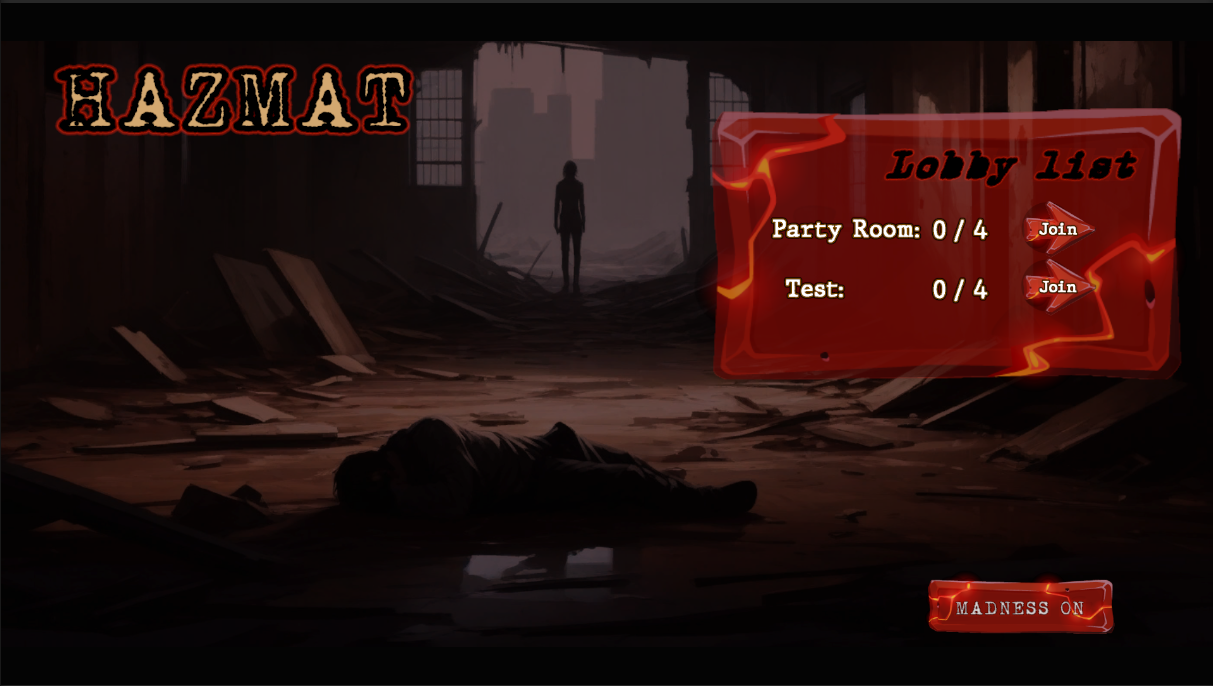 HAZMAT
Lobby list
Party Room: 0 / 4 Join
Test: 0 / 4 Join
MADNESS ON